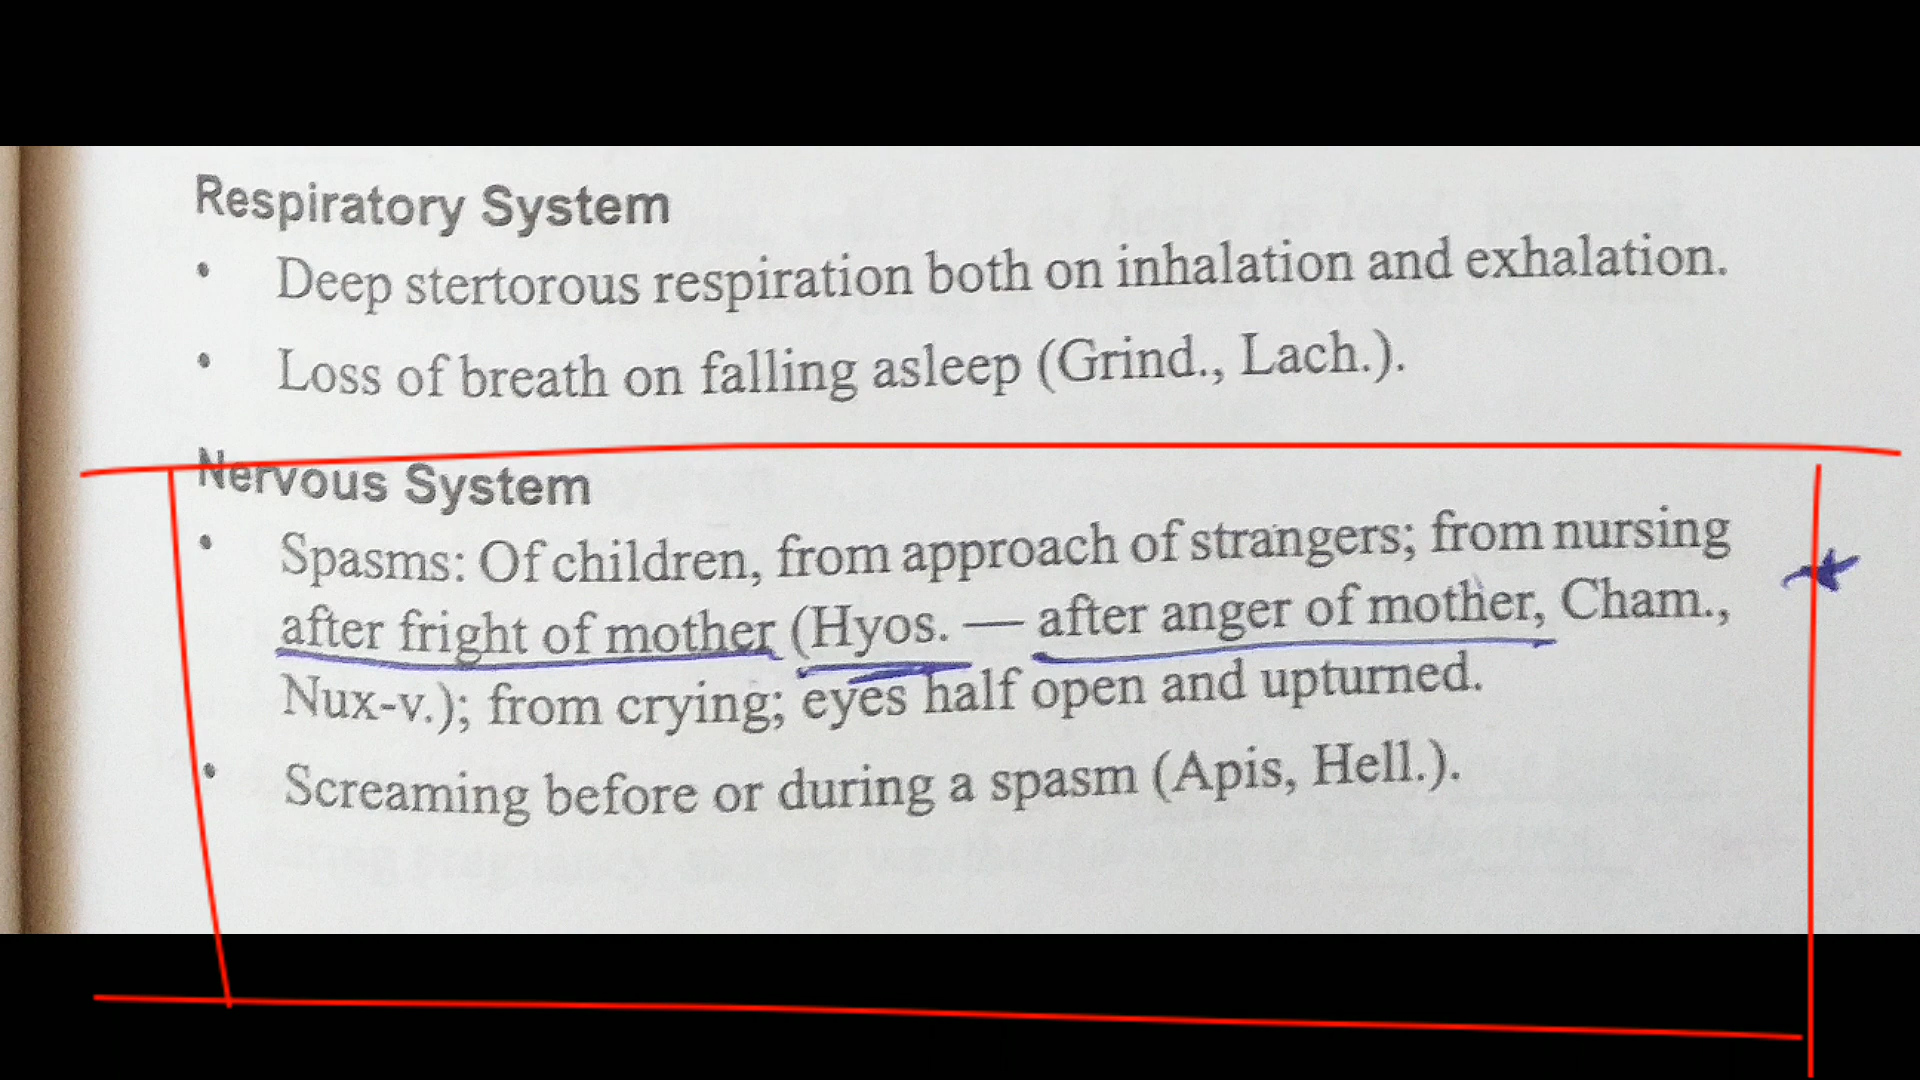 Respiratory System
• Deep stertorous respiration both on inhalation and exhalation.
• Loss of breath on falling asleep (Grind., Lach.).
Nervous System
• Spasms: Of children, from approach of strangers; from nursing
after fright of mother (Hyos. — after anger of mother, Cham.,
Nux-v.); from crying; eyes half open and upturned.
• Screaming before or during a spasm (Apis, Hell.).